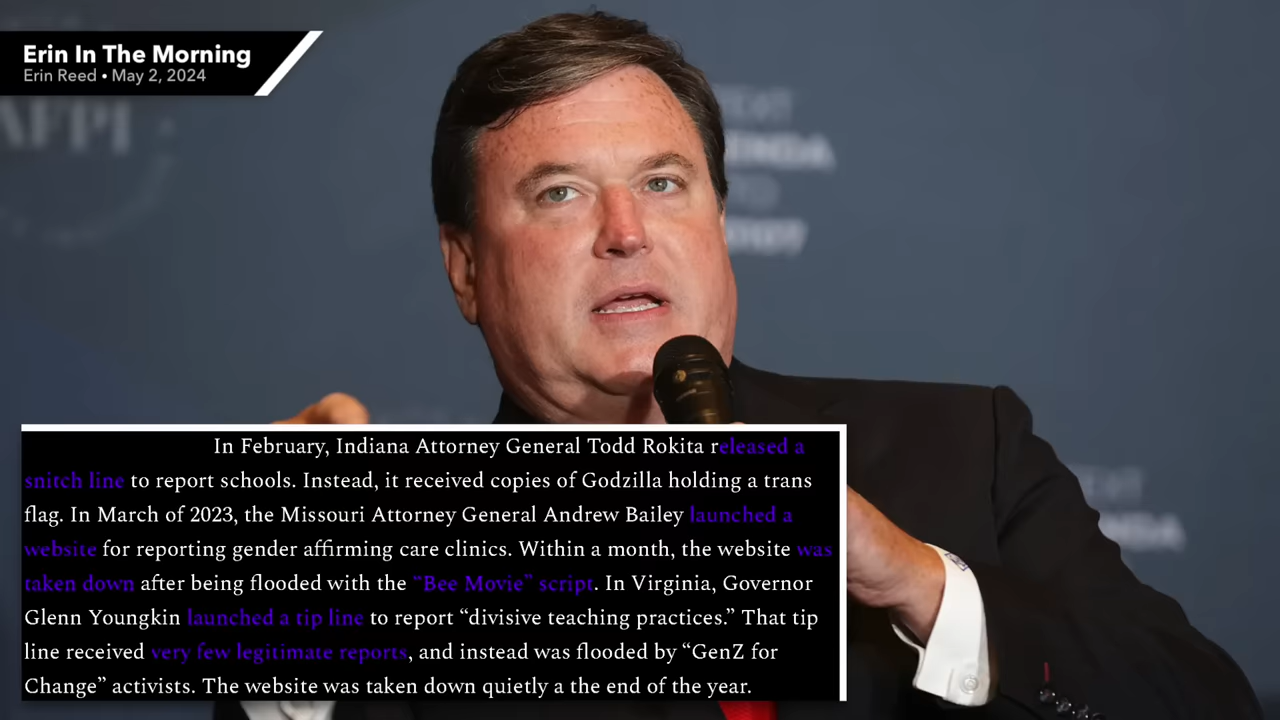 Erin In The Morning
Erin Reed • May 2, 2024
AFPI
In February, Indiana Attorney General Todd Rokita released a
snitch line to report schools. Instead, it received copies of Godzilla holding a trans
flag. In March of 2023, the Missouri Attorney General Andrew Bailey launched a
website for reporting gender affirming care clinics. Within a month, the website was
taken down after being flooded with the “Bee Movie” script. In Virginia, Governor
Glenn Youngkin launched a tip line to report “divisive teaching practices.” That tip
line received very few legitimate reports, and instead was flooded by “GenZ for
Change” activists. The website was taken down quietly a the end of the year.